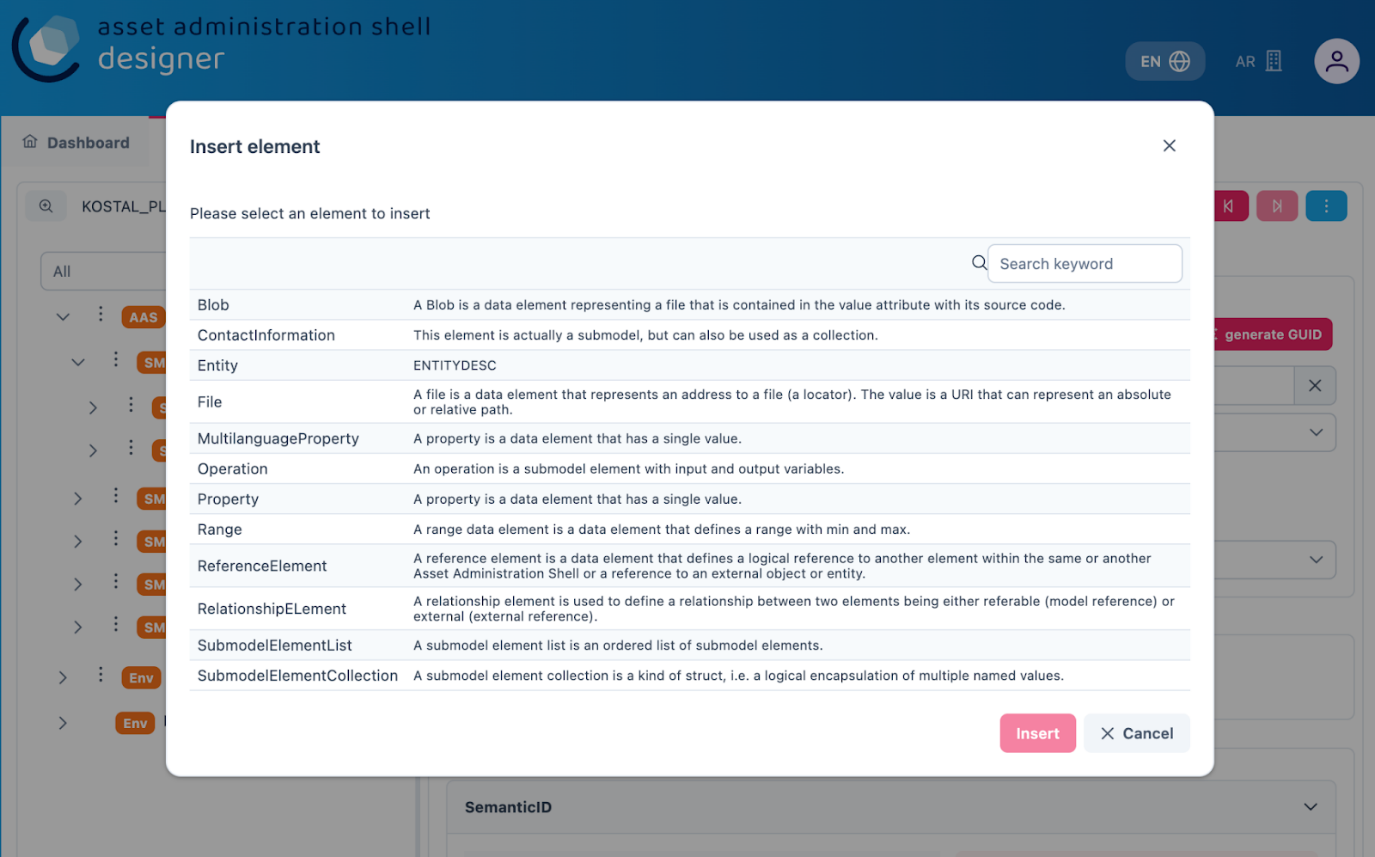 asset administration shell
designer
EN
AR
Dashboard
Insert element
KOSTAL_PL
Please select an element to insert
Search keyword
All
Blob A Blob is a data element representing a file that is contained in the value attribute with its source code.
AAS
ContactInformation This element is actually a submodel, but can also be used as a collection.
generate GUID
SM
Entity ENTITYDESC
File A file is a data element that represents an address to a file (a locator). The value is a URI that can represent an absolute
or relative path.
MultilanguageProperty A property is a data element that has a single value.
Operation An operation is a submodel element with input and output variables.
SM
Property A property is a data element that has a single value.
Range A range data element is a data element that defines a range with min and max.
SM
ReferenceElement A reference element is a data element that defines a logical reference to another element within the same or another
Asset Administration Shell or a reference to an external object or entity.
SM
RelationshipELement A relationship element is used to define a relationship between two elements being either referable (model reference) or
external (external reference).
SM
SubmodelElementList A submodel element list is an ordered list of submodel elements.
SubmodelElementCollection A submodel element collection is a kind of struct, i.e. a logical encapsulation of multiple named values.
Env
Env
Insert
Cancel
SemanticID